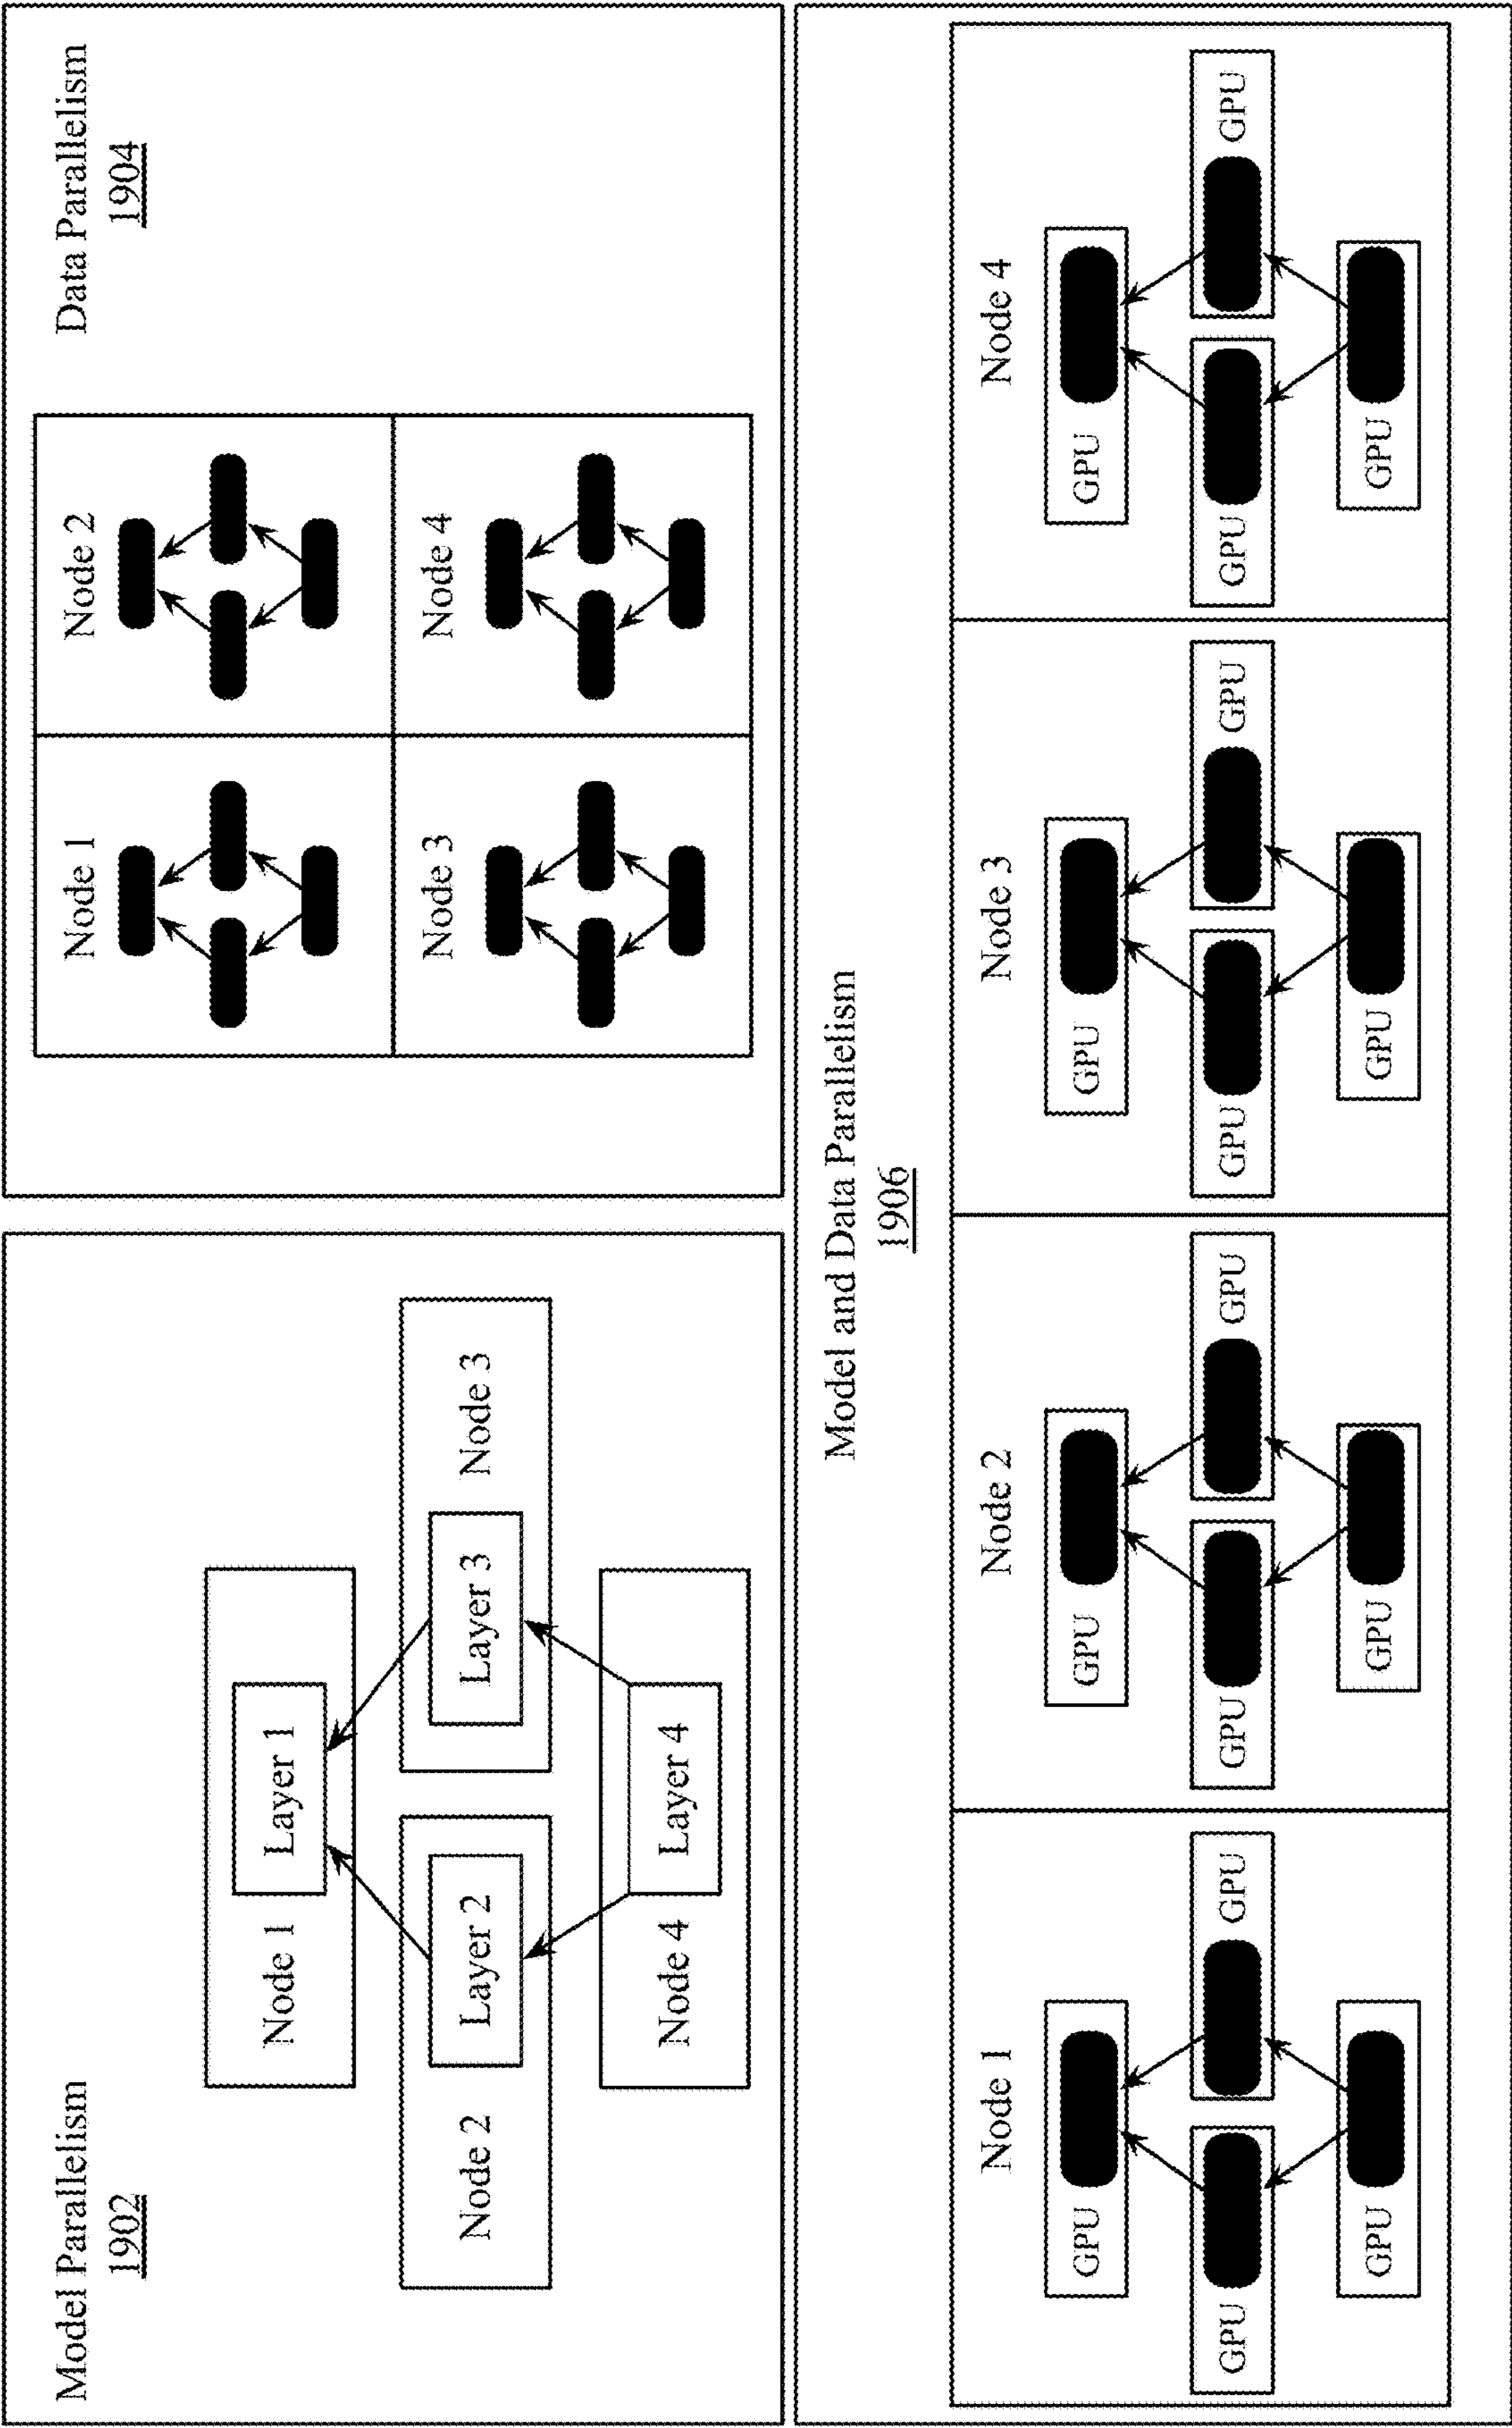 Model Parallelism
1902
Node 1
Layer 1
Node 2
Layer 2
Layer 3
Node 3
Node 4
Layer 4
Data Parallelism
1904
Node 1
Node 2
Node 3
Node 4
Model and Data Parallelism
1906
Node 1
GPU
GPU
GPU
GPU
Node 2
GPU
GPU
GPU
GPU
Node 3
GPU
GPU
GPU
GPU
Node 4
GPU
GPU
GPU
GPU